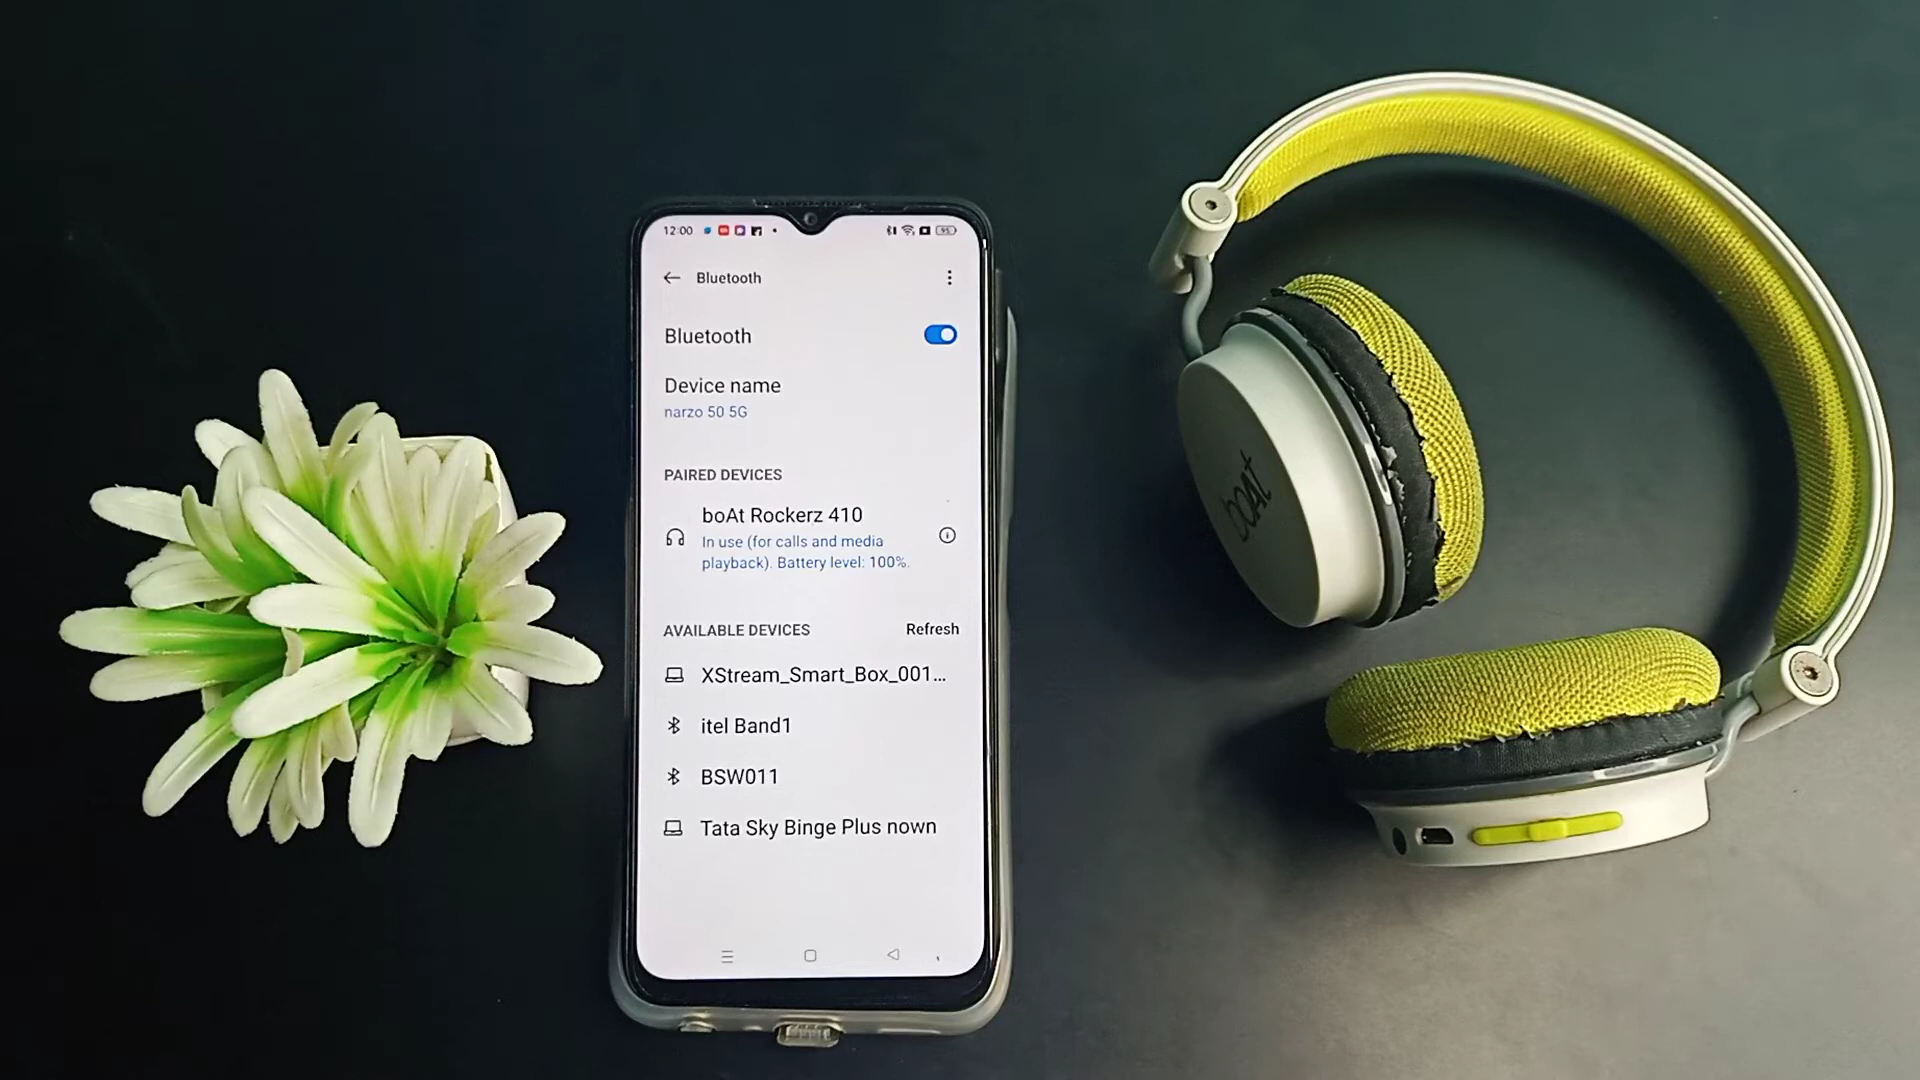 12:00
95
Bluetooth
Bluetooth
Device name
narzo 50 5G
PAIRED DEVICES
boAt Rockerz 410
In use (for calls and media
playback). Battery level: 100%.
AVAILABLE DEVICES Refresh
XStream_Smart_Box_001...
itel Band1
BSW011
Tata Sky Binge Plus nown
boAt